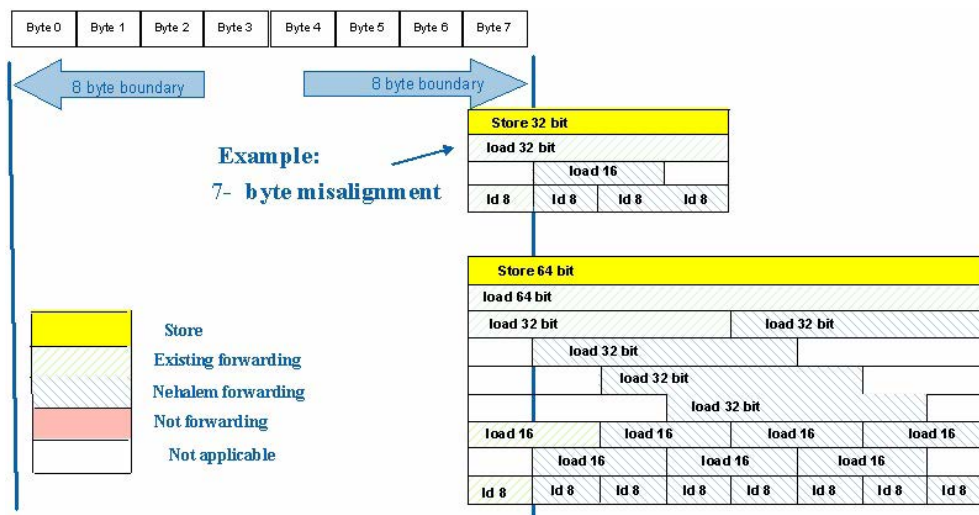 Byte 0 Byte 1 Byte 2 Byte 3 Byte 4 Byte 5 Byte 6 Byte 7
8 byte boundary 8 byte boundary
Store 32 bit
load 32 bit
load 16
ld 8 ld 8 ld 8 ld 8
Example:
7- byte misalignment
Store 64 bit
load 64 bit
load 32 bit load 32 bit
load 32 bit
load 32 bit
load 32 bit
load 16 load 16 load 16 load 16
load 16 load 16 load 16
ld 8 ld 8 ld 8 ld 8 ld 8 ld 8 ld 8 ld 8
Store
Existing forwarding
Nehalem forwarding
Not forwarding
Not applicable